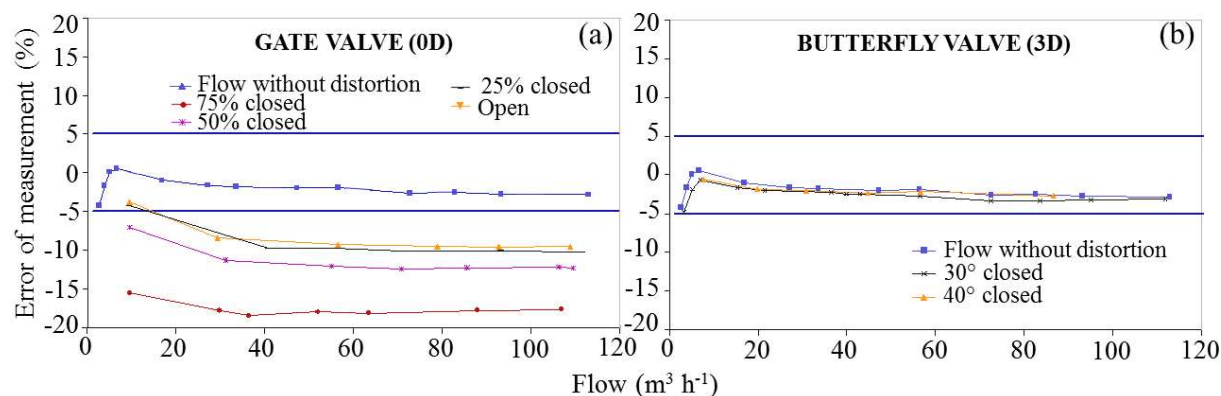 Error of measurement (%)
20
15
10
5
0
-5
-10
-15
-20
GATE VALVE (0D)
(a)
Flow without distortion
75% closed
50% closed
25% closed
Open
0
20
40
60
80
100
120
20
15
10
5
0
-5
-10
-15
-20
BUTTERFLY VALVE (3D)
(b)
Flow without distortion
30° closed
40° closed
0
20
40
60
80
100
120
Flow (m³ h⁻¹)